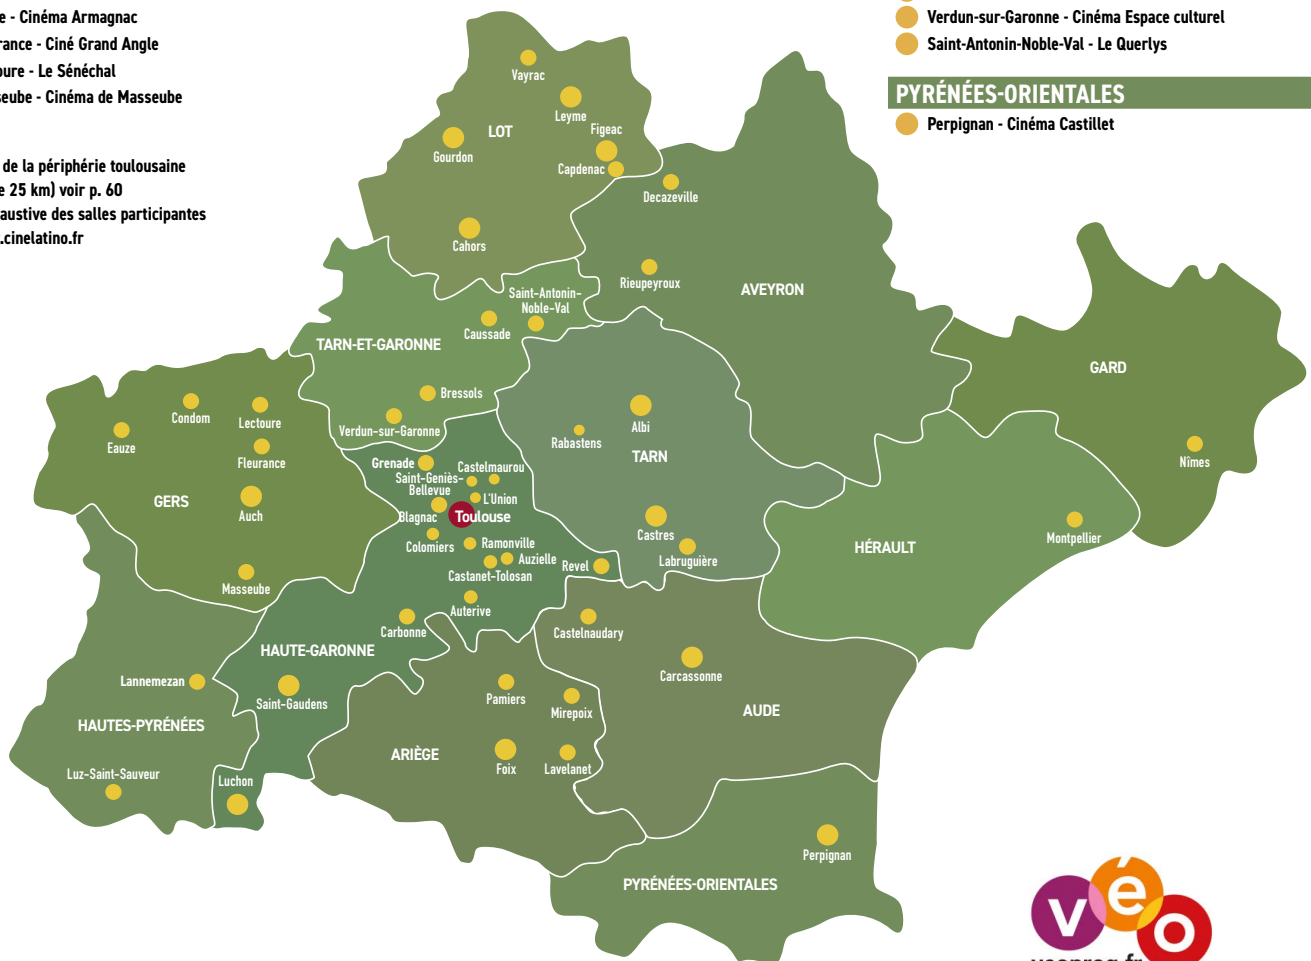 e - Cinéma Armagnac
rance - Ciné Grand Angle
oure - Le Sénéchal
seube - Cinéma de Masseube
de la périphérie toulousaine
e 25 km) voir p. 60
austive des salles participantes
.cinelatino.fr
Verdun-sur-Garonne - Cinéma Espace culturel
Saint-Antonin-Noble-Val - Le Querlys
PYRÉNÉES-ORIENTALES
Perpignan - Cinéma Castillet
Vayrac
Leyme
LOT
Figeac
Gourdon
Capdenac
Decazeville
Cahors
Rieupeyroux
AVEYRON
Saint-Antonin-
Noble-Val
Caussade
TARN-ET-GARONNE
GARD
Bressols
Verdun-sur-Garonne
Condom
Lectoure
Eauze
Fleurance
GERS
Auch
Masseube
Albi
Rabastens
TARN
Castres
Labruguière
Nîmes
Montpellier
HÉRAULT
Grenade
Castelmaurou
Saint-Geniès-
Bellevue
L'Union
Blagnac
Toulouse
Colomiers
Ramonville
Auzielle
Castanet-Tolosan
Revel
Auterive
Carbonne
HAUTE-GARONNE
Castelnaudary
Carcassonne
AUDE
Lannemezan
Saint-Gaudens
HAUTES-PYRÉNÉES
Luz-Saint-Sauveur
Luchon
Pamiers
Mirepoix
ARIÈGE
Foix
Lavelanet
Perpignan
PYRÉNÉES-ORIENTALES
véo
veoprog.fr